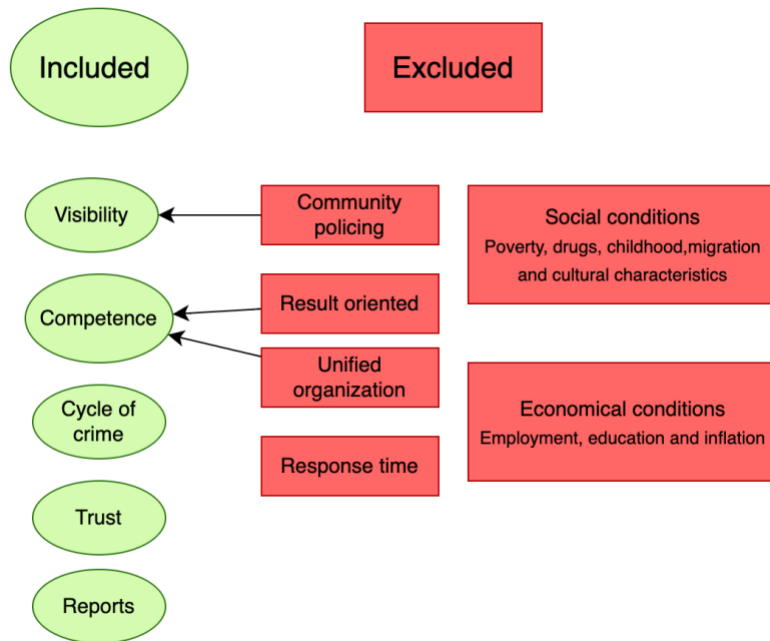 Included
Excluded
Visibility
Community
policing
Social conditions
Poverty, drugs, childhood,migration
and cultural characteristics
Competence
Result oriented
Unified
organization
Economical conditions
Employment, education and inflation
Cycle of
crime
Response time
Trust
Reports